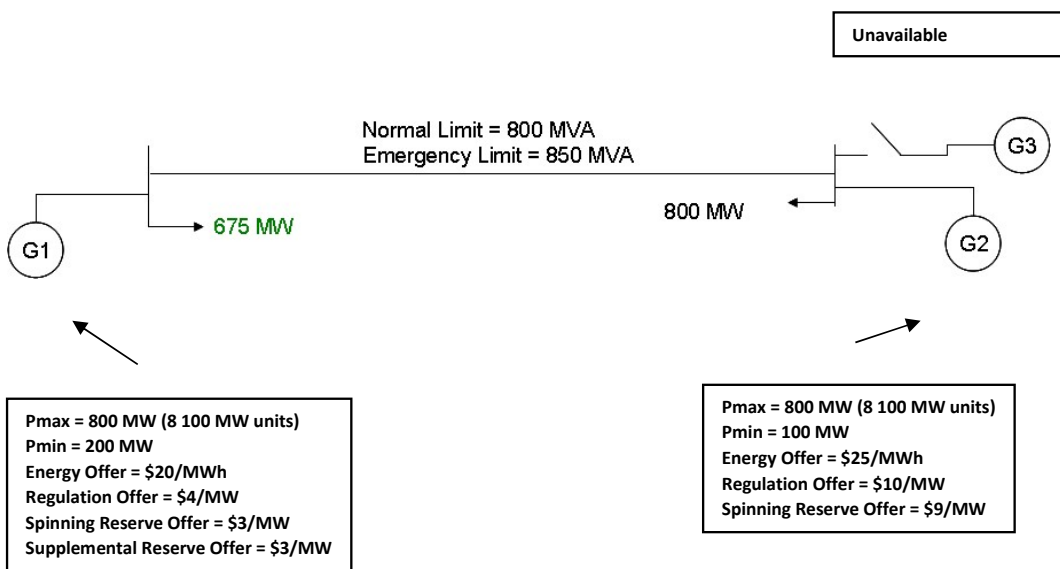 Unavailable
Normal Limit = 800 MVA
Emergency Limit = 850 MVA
G3
675 MW
800 MW
G1
G2
Pmax = 800 MW (8 100 MW units)
Pmin = 200 MW
Energy Offer = $20/MWh
Regulation Offer = $4/MW
Spinning Reserve Offer = $3/MW
Supplemental Reserve Offer = $3/MW
Pmax = 800 MW (8 100 MW units)
Pmin = 100 MW
Energy Offer = $25/MWh
Regulation Offer = $10/MW
Spinning Reserve Offer = $9/MW